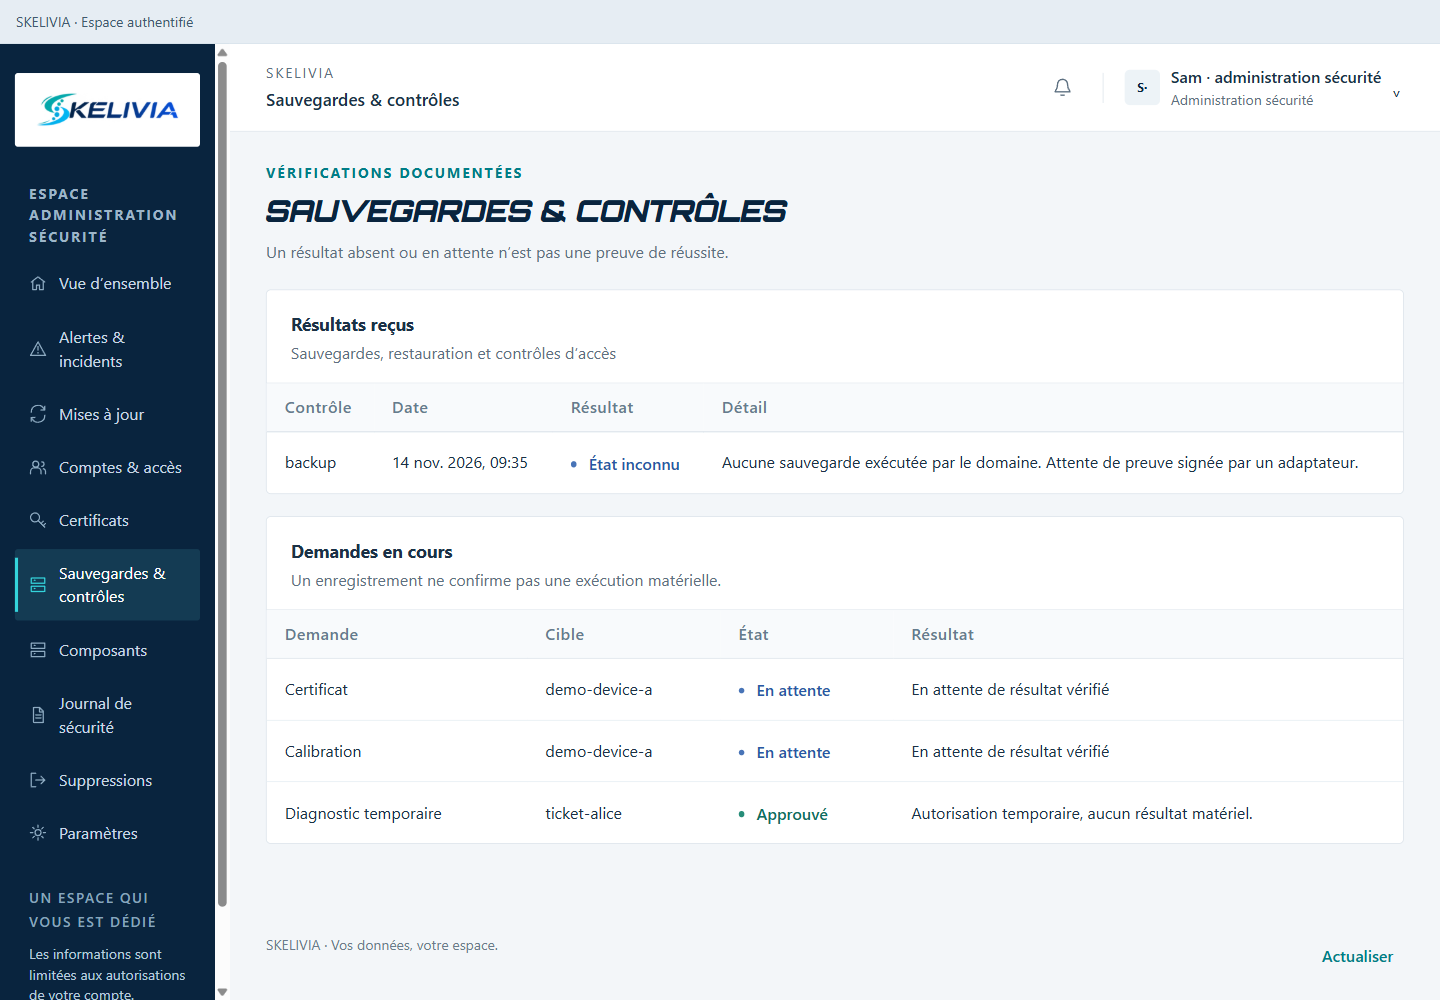 SKELIVIA · Espace authentifié
SKELIVIA
ESPACE
ADMINISTRATION
SÉCURITÉ
Vue d’ensemble
Alertes &
incidents
Mises à jour
Comptes & accès
Certificats
Sauvegardes &
contrôles
Composants
Journal de
sécurité
Suppressions
Paramètres
UN ESPACE QUI
VOUS EST DÉDIÉ
Les informations sont
limitées aux autorisations
de votre compte.
SKELIVIA
Sauvegardes & contrôles
S·
Sam · administration sécurité
Administration sécurité
v
VÉRIFICATIONS DOCUMENTÉES
SAUVEGARDES & CONTRÔLES
Un résultat absent ou en attente n’est pas une preuve de réussite.
Résultats reçus
Sauvegardes, restauration et contrôles d’accès
Contrôle Date Résultat Détail
backup 14 nov. 2026, 09:35 • État inconnu Aucune sauvegarde exécutée par le domaine. Attente de preuve signée par un adaptateur.
Demandes en cours
Un enregistrement ne confirme pas une exécution matérielle.
Demande Cible État Résultat
Certificat demo-device-a • En attente En attente de résultat vérifié
Calibration demo-device-a • En attente En attente de résultat vérifié
Diagnostic temporaire ticket-alice • Approuvé Autorisation temporaire, aucun résultat matériel.
SKELIVIA · Vos données, votre espace.
Actualiser